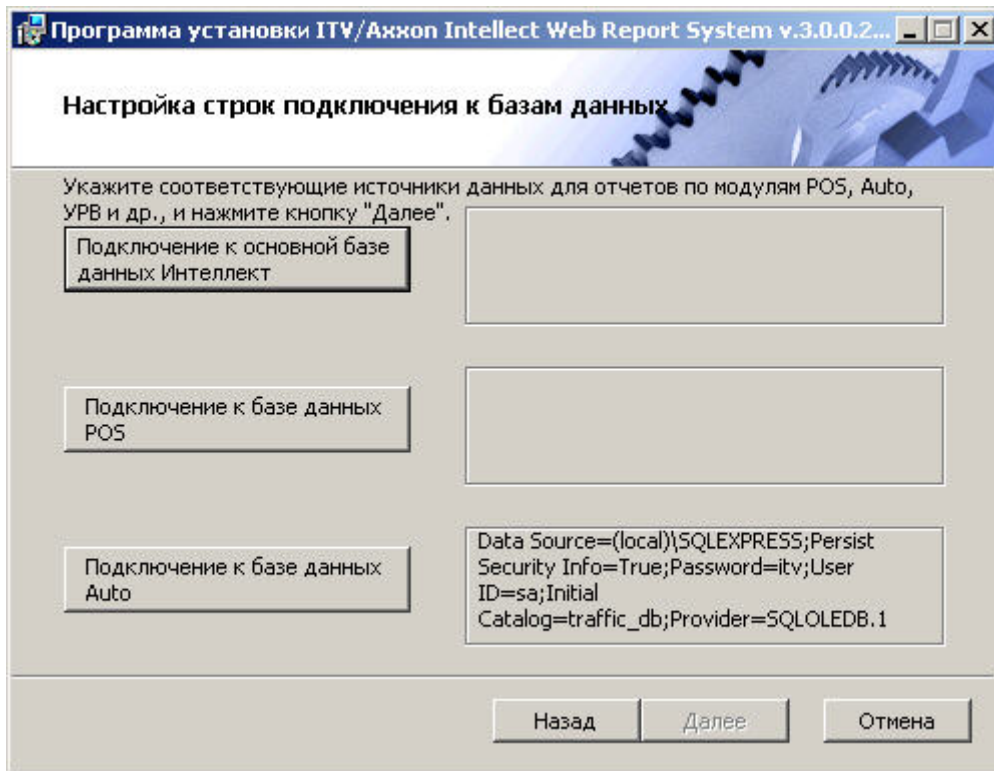 Программа установки ITV/Axxon Intellect Web Report System v.3.0.0.2...
Настройка строк подключения к базам данных
Укажите соответствующие источники данных для отчетов по модулям POS, Auto,
УРВ и др., и нажмите кнопку "Далее".
Подключение к основной базе
данных Интеллект
Подключение к базе данных
POS
Подключение к базе данных
Auto
Data Source=(local)\SQLEXPRESS;Persist
Security Info=True;Password=itv;User
ID=sa;Initial
Catalog=traffic_db;Provider=SQLOLEDB.1
Назад
Далее
Отмена